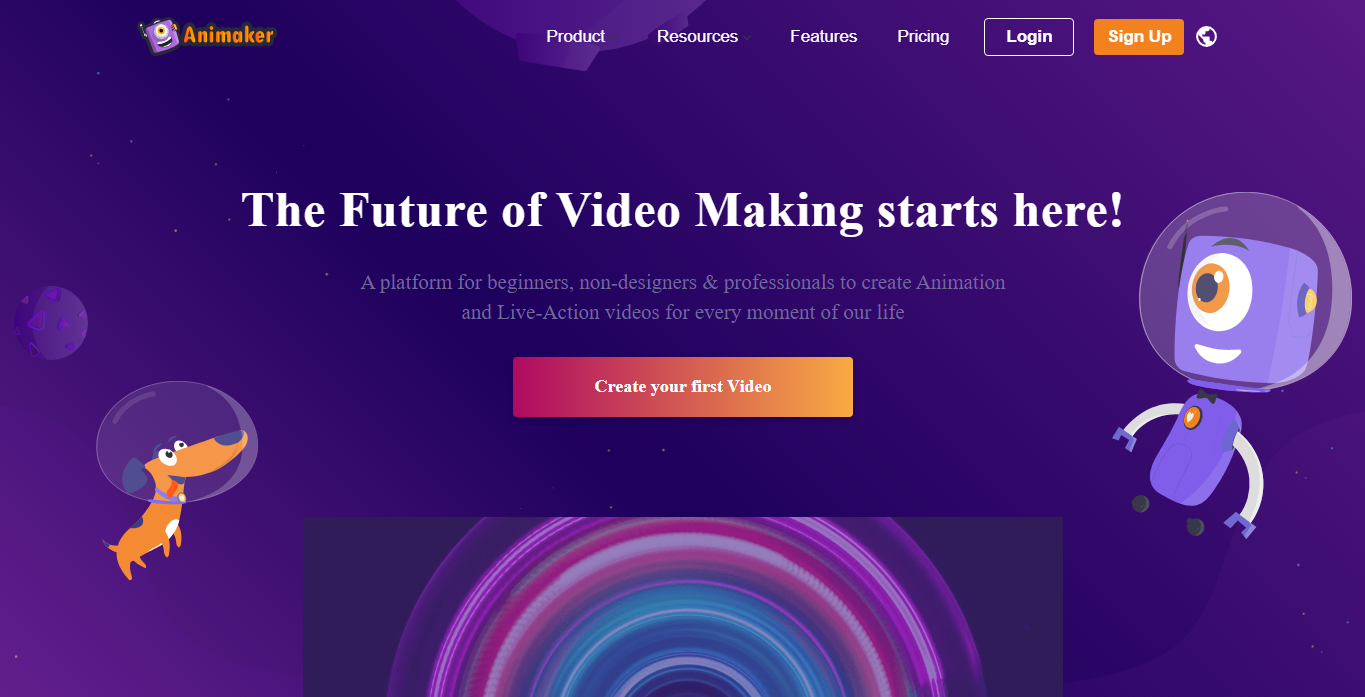 Animaker
Product
Resources
Features
Pricing
Login
Sign Up
The Future of Video Making starts here!
A platform for beginners, non-designers & professionals to create Animation
and Live-Action videos for every moment of our life
Create your first Video